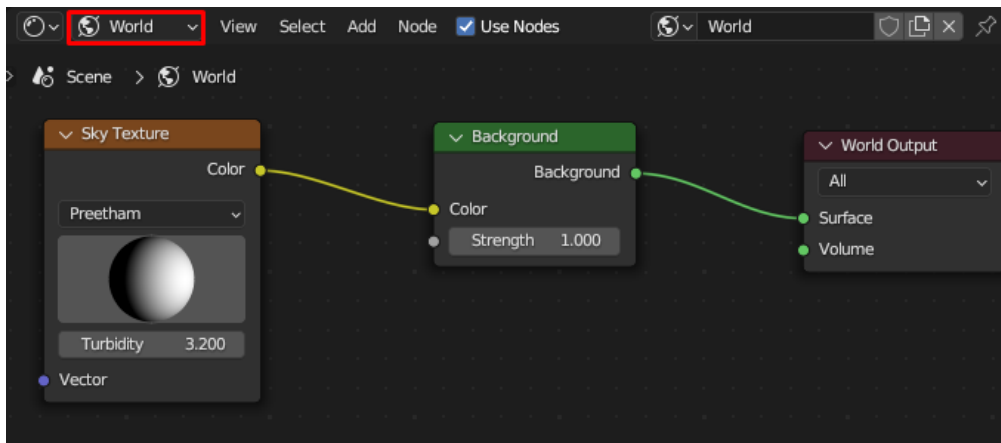 World View Select Add Node Use Nodes World
Scene > World
Sky Texture
Color
Preetham
Turbidity 3.200
Vector
Background
Background
Color
Strength 1.000
World Output
All
Surface
Volume